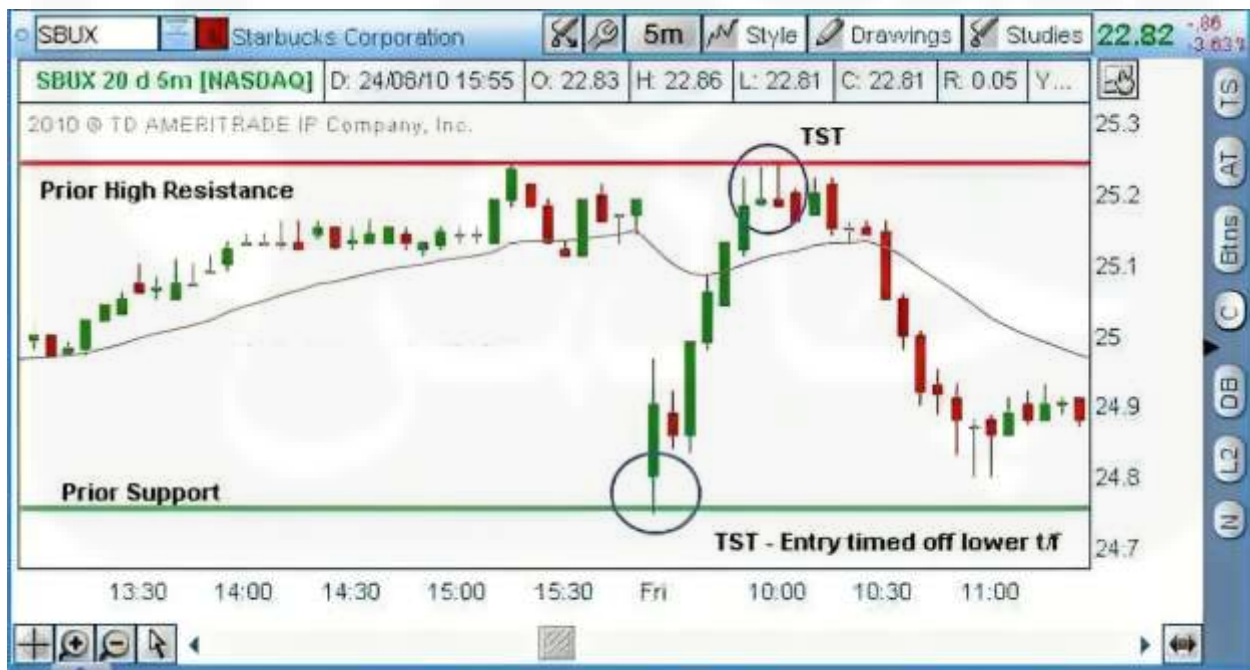 SBUX Starbucks Corporation 5m Style Drawings Studies 22.82 -.86
-3.63%
SBUX 20 d 5m [NASDAQ] D: 24/08/10 15:55 O: 22.83 H: 22.86 L: 22.81 C: 22.81 R: 0.05 Y...
2010 © TD AMERITRADE IP Company, Inc.
TST
Prior High Resistance
Prior Support
TST - Entry timed off lower t/f
25.3
25.2
25.1
25
24.9
24.8
24.7
13:30 14:00 14:30 15:00 15:30 Fri 10:00 10:30 11:00
TS
AT
Btns
C
DB
L2
N